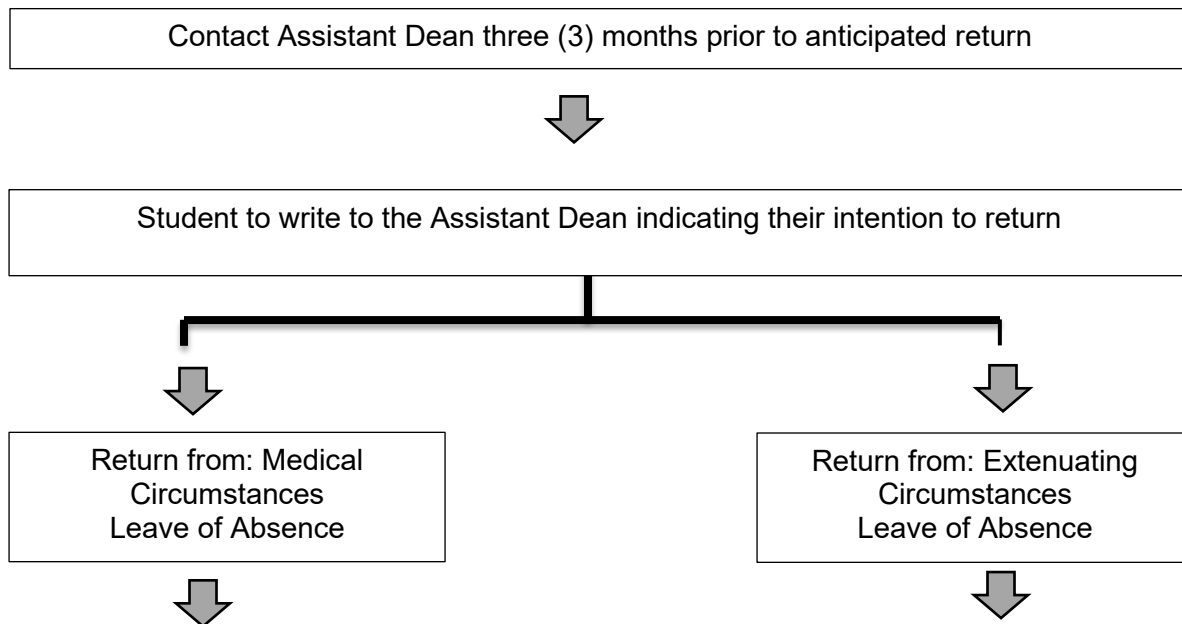 Contact Assistant Dean three (3) months prior to anticipated return
Student to write to the Assistant Dean indicating their intention to return
Return from: Medical
Circumstances
Leave of Absence
Return from: Extenuating
Circumstances
Leave of Absence